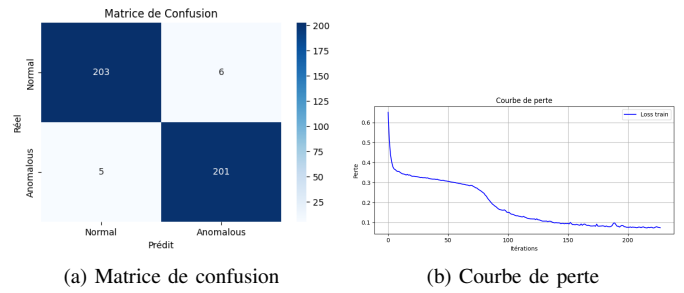 Matrice de Confusion
Normal
Anomalous
Réel
203
6
5
201
Normal
Anomalous
Prédit
200
175
150
125
100
75
50
25
(a) Matrice de confusion
Courbe de perte
Loss train
Perte
0.6
0.5
0.4
0.3
0.2
0.1
0
50
100
150
200
Itérations
(b) Courbe de perte